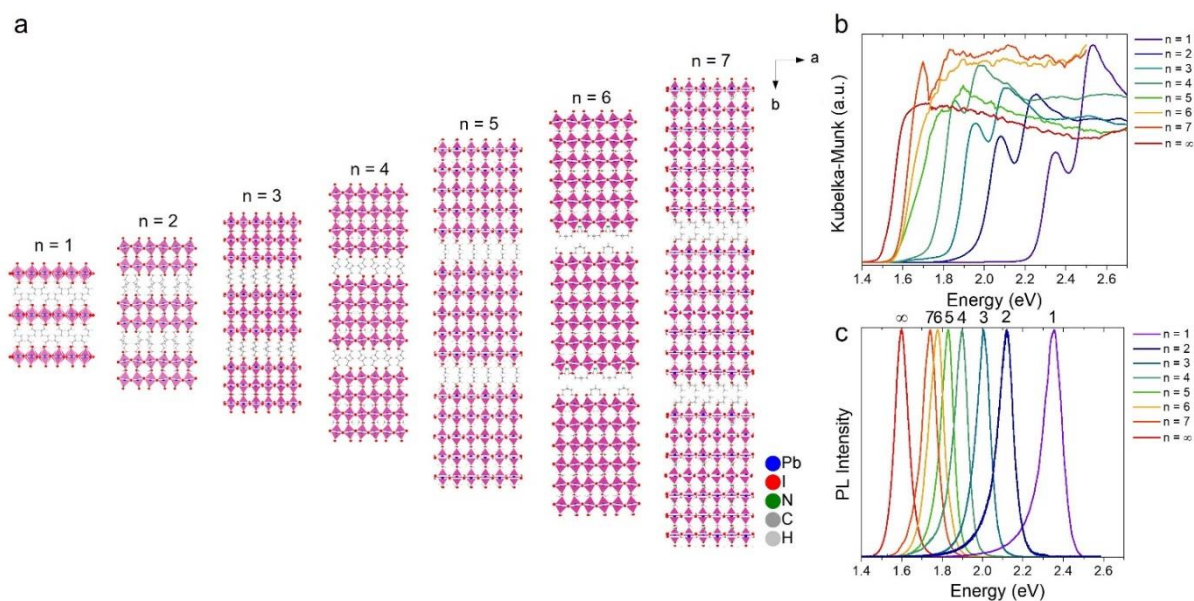 a
n = 1
n = 2
n = 3
n = 4
n = 5
n = 6
n = 7
a
b
Pb
I
N
C
H
b
Kubelka-Munk (a.u.)
n = 1
n = 2
n = 3
n = 4
n = 5
n = 6
n = 7
n = ∞
1.4 1.6 1.8 2.0 2.2 2.4 2.6
Energy (eV)
c
∞ 7 6 5 4 3 2 1
PL Intensity
n = 1
n = 2
n = 3
n = 4
n = 5
n = 6
n = 7
n = ∞
1.4 1.6 1.8 2.0 2.2 2.4 2.6
Energy (eV)